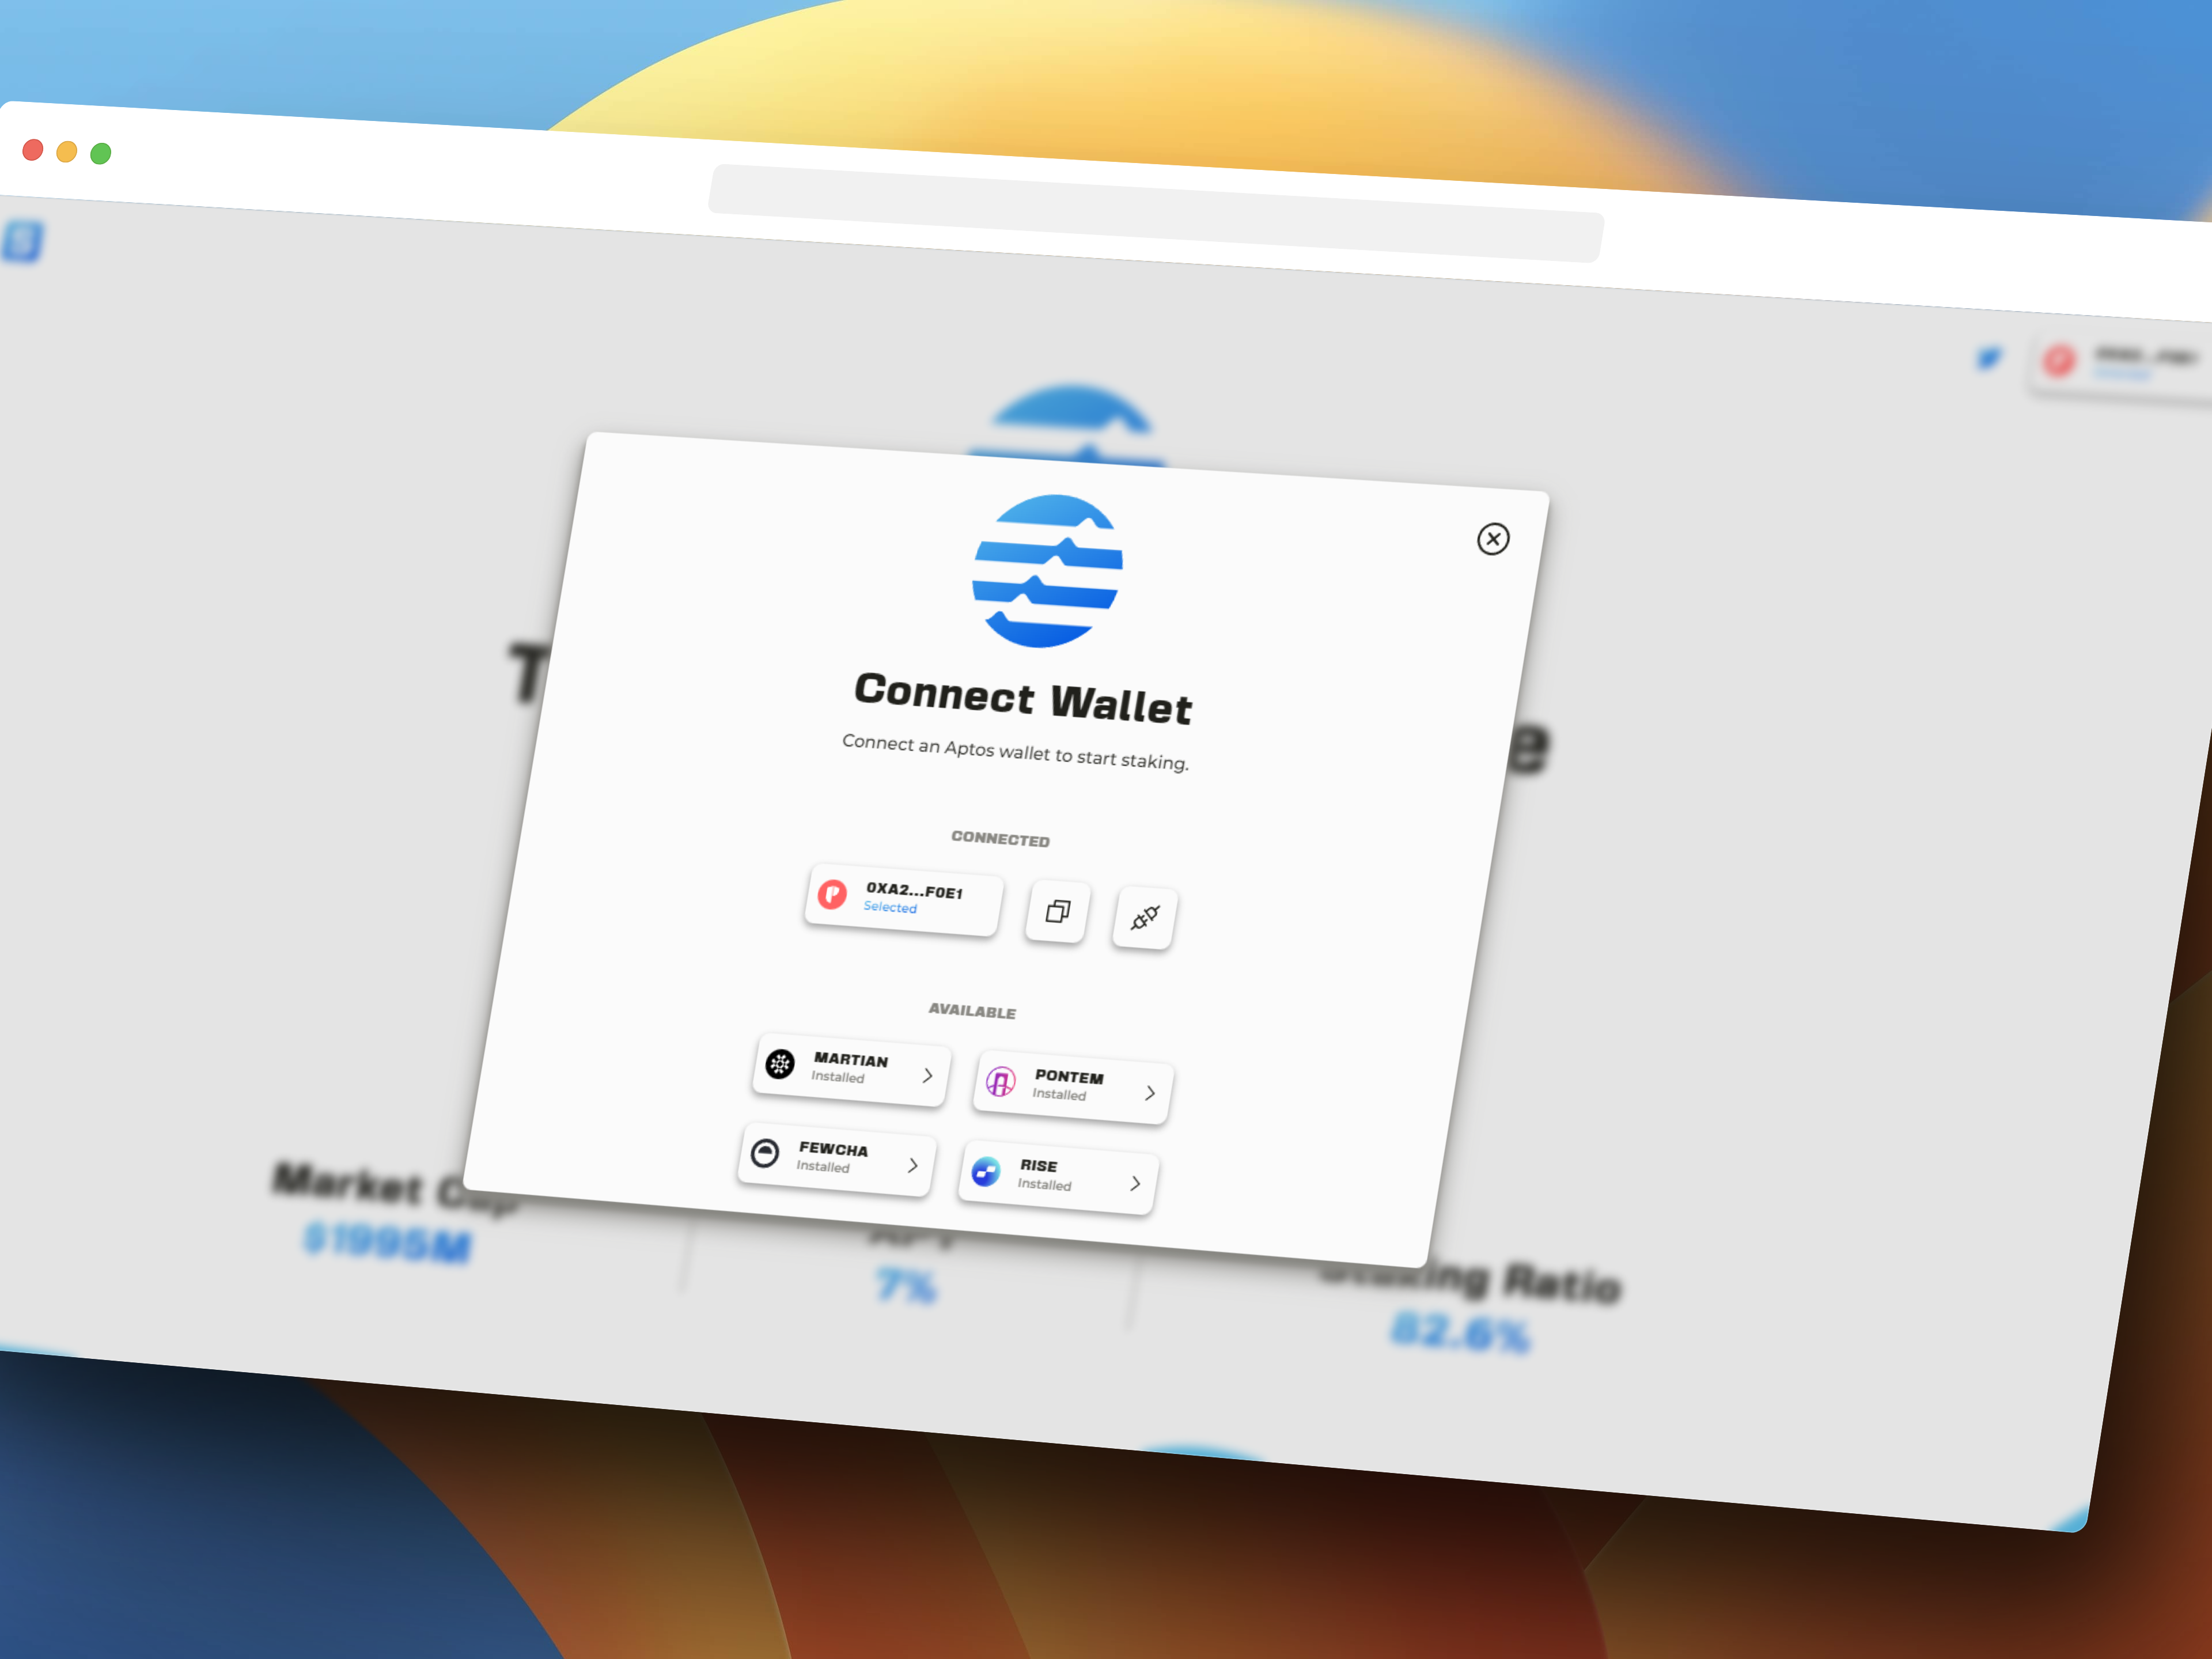 Connect Wallet
Connect an Aptos wallet to start staking.
CONNECTED
0XA2...F0E1
Selected
AVAILABLE
MARTIAN
Installed
PONTEM
Installed
FEWCHA
Installed
RISE
Installed
Market Cap
$1995M
7%
Staking Ratio
82.6%